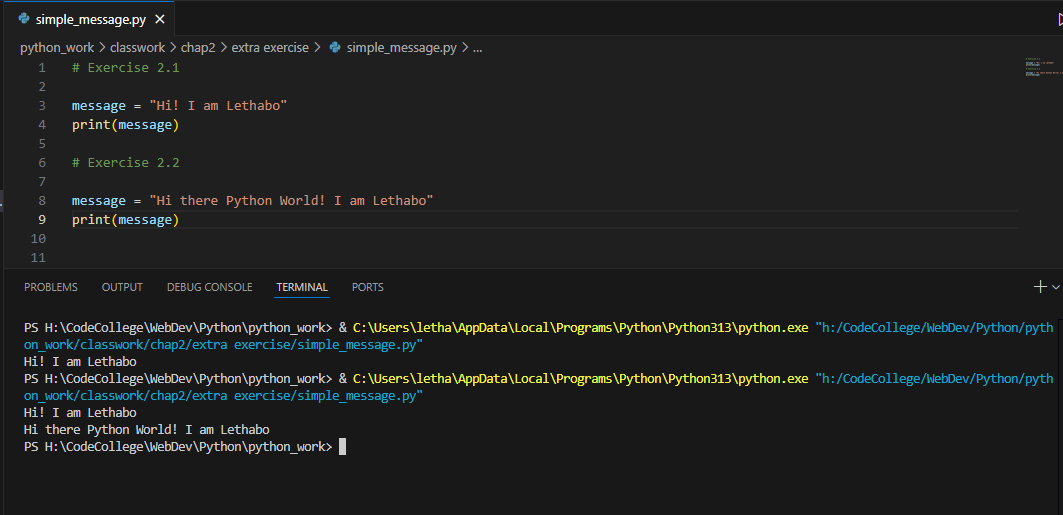 simple_message.py
python_work > classwork > chap2 > extra exercise > simple_message.py > ...
1 # Exercise 2.1
2
3 message = "Hi! I am Lethabo"
4 print(message)
5
6 # Exercise 2.2
7
8 message = "Hi there Python World! I am Lethabo"
9 print(message)
10
11
PROBLEMS OUTPUT DEBUG CONSOLE TERMINAL PORTS
PS H:\CodeCollege\WebDev\Python\python_work> & C:\Users\letha\AppData\Local\Programs\Python\Python313\python.exe "h:/CodeCollege/WebDev/Python/pyth
on_work/classwork/chap2/extra exercise/simple_message.py"
Hi! I am Lethabo
PS H:\CodeCollege\WebDev\Python\python_work> & C:\Users\letha\AppData\Local\Programs\Python\Python313\python.exe "h:/CodeCollege/WebDev/Python/pyth
on_work/classwork/chap2/extra exercise/simple_message.py"
Hi! I am Lethabo
Hi there Python World! I am Lethabo
PS H:\CodeCollege\WebDev\Python\python_work>